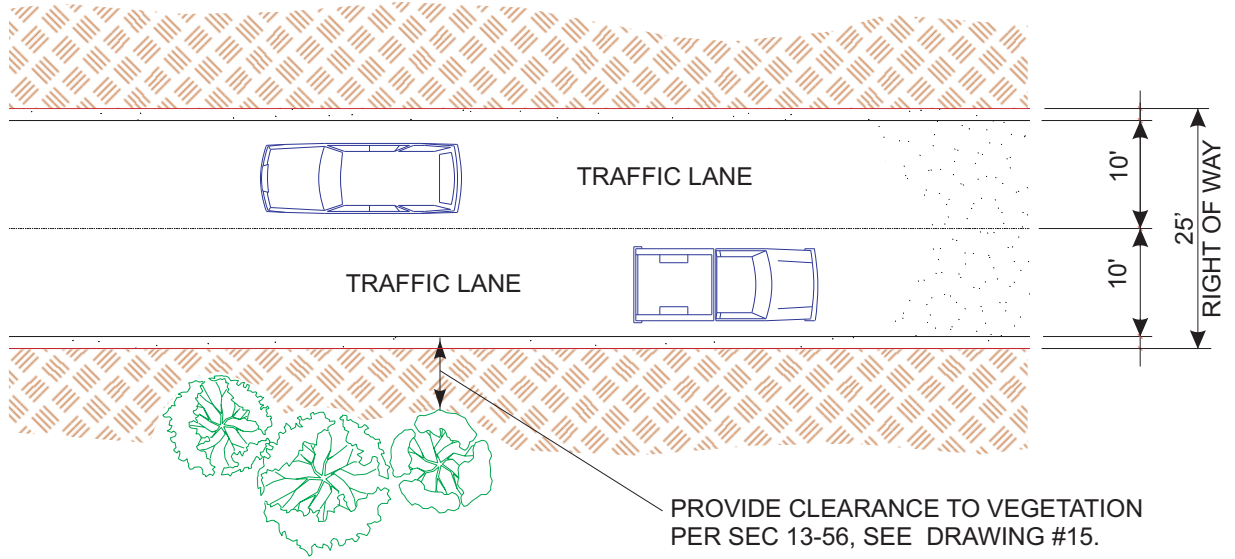 TRAFFIC LANE
TRAFFIC LANE
10'
10'
25'
RIGHT OF WAY
PROVIDE CLEARANCE TO VEGETATION
PER SEC 13-56, SEE DRAWING #15.